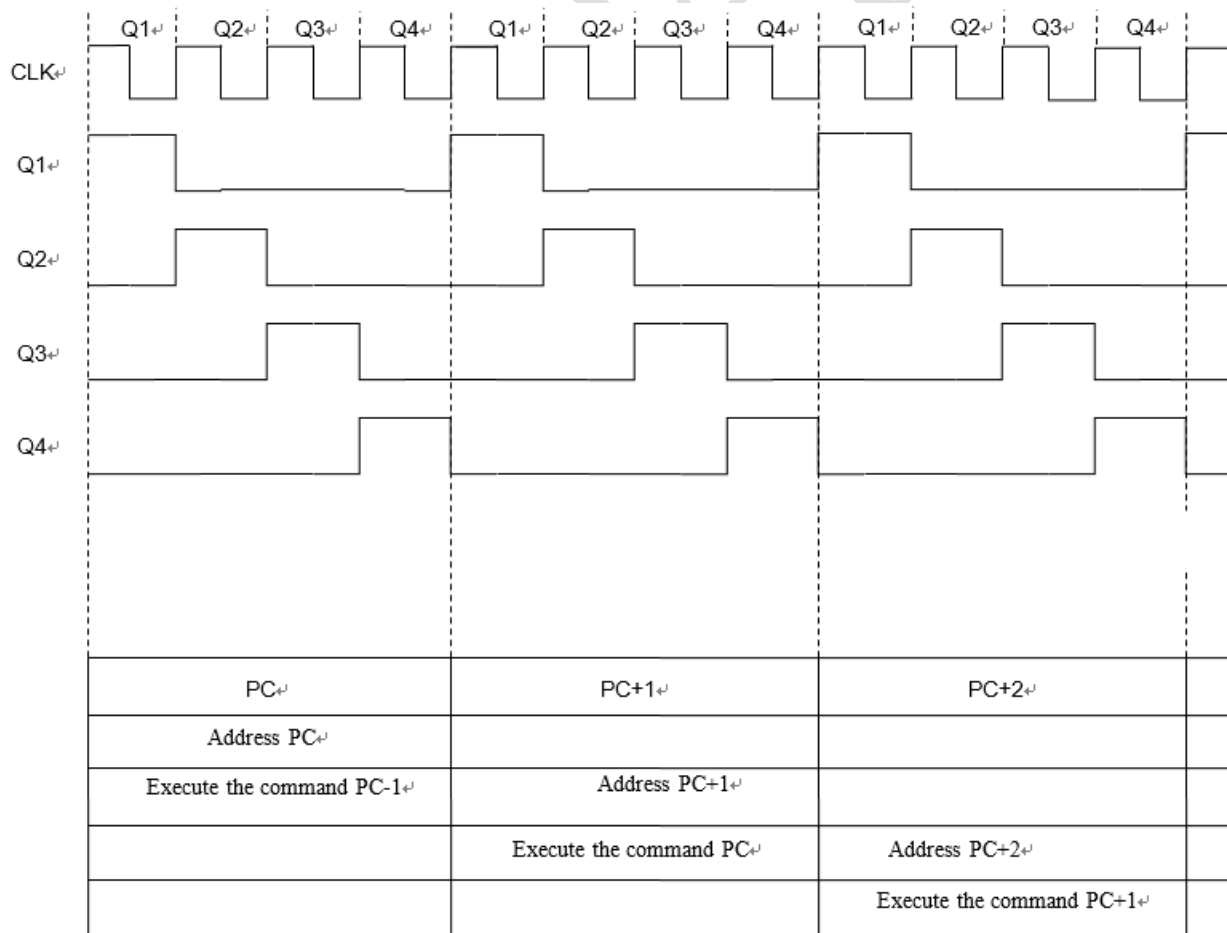 Q1 Q2 Q3 Q4 Q1 Q2 Q3 Q4 Q1 Q2 Q3 Q4
CLK
Q1
Q2
Q3
Q4
PC PC+1 PC+2
Address PC
Execute the command PC-1 Address PC+1
Execute the command PC Address PC+2
Execute the command PC+1